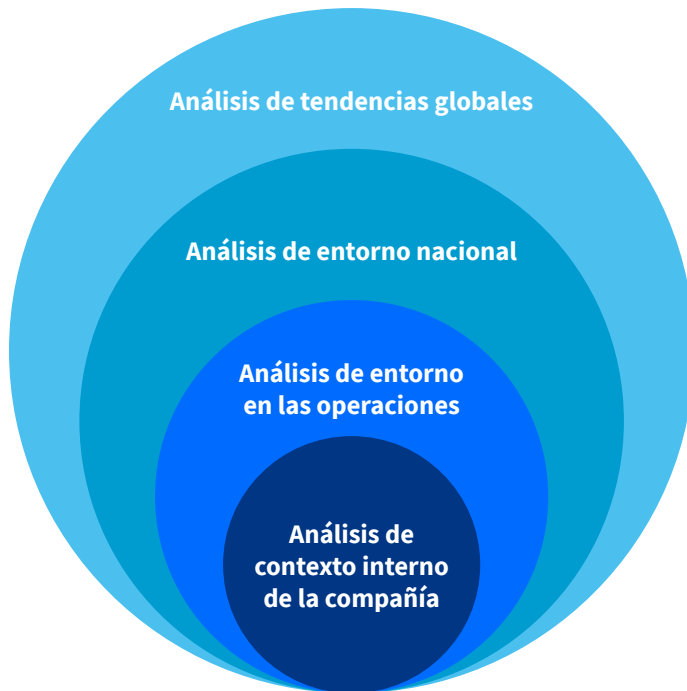 Análisis de tendencias globales
Análisis de entorno nacional
Análisis de entorno
en las operaciones
Análisis de
contexto interno
de la compañía